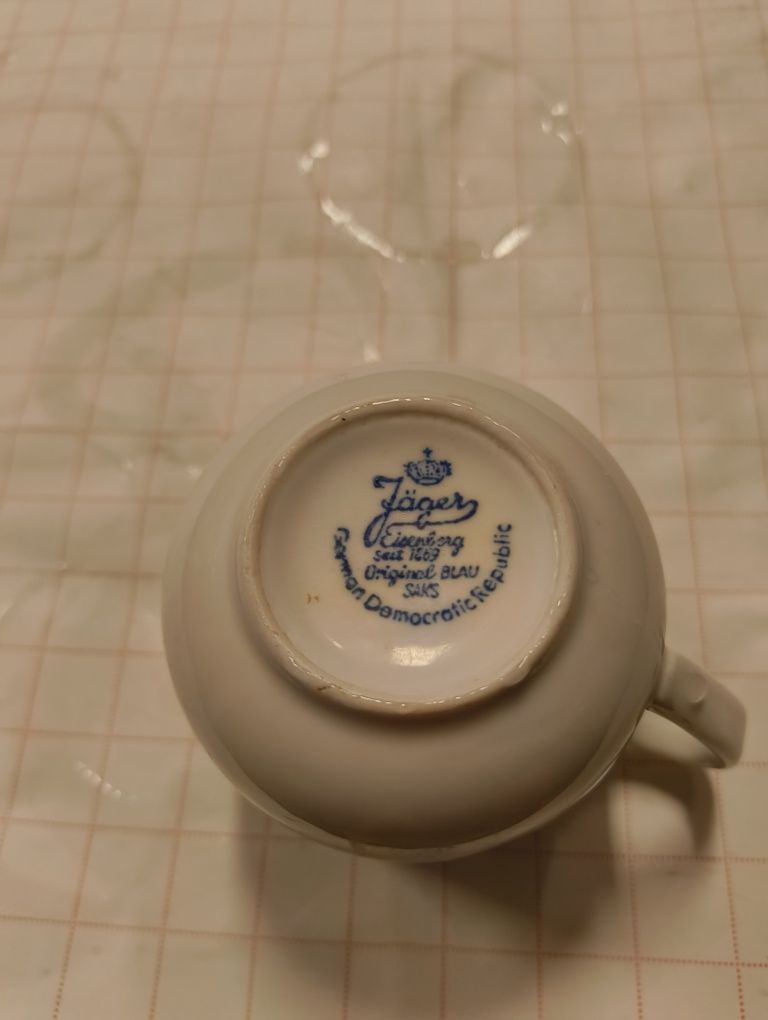 Jäger
Eisenberg
seit 1869
Original BLAU
SAKS
German Democratic Republic